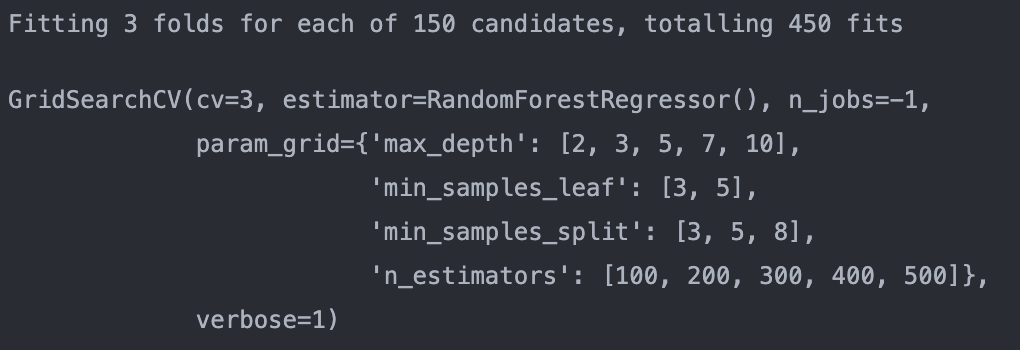 Fitting 3 folds for each of 150 candidates, totalling 450 fits
GridSearchCV(cv=3, estimator=RandomForestRegressor(), n_jobs=-1,
             param_grid={'max_depth': [2, 3, 5, 7, 10],
                         'min_samples_leaf': [3, 5],
                         'min_samples_split': [3, 5, 8],
                         'n_estimators': [100, 200, 300, 400, 500]},
             verbose=1)